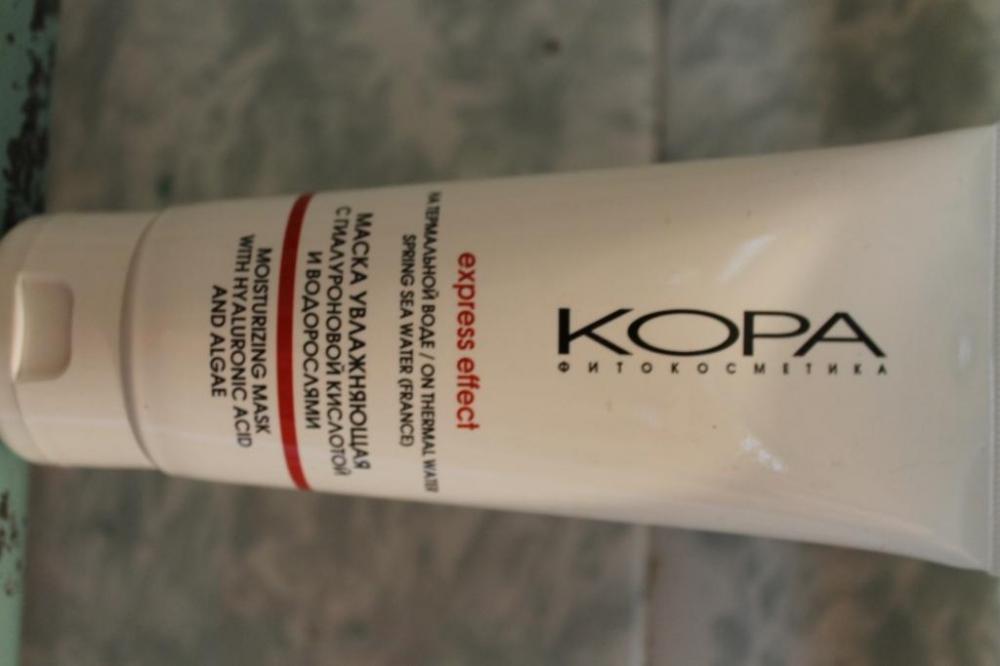 КОРА
ФИТОКОСМЕТИКА
express effect
НА ТЕРМАЛЬНОЙ ВОДЕ / ON THERMAL WATER
SPRING SEA WATER (FRANCE)
МАСКА УВЛАЖНЯЮЩАЯ
С ГИАЛУРОНОВОЙ КИСЛОТОЙ
И ВОДОРОСЛЯМИ
MOISTURIZING MASK
WITH HYALURONIC ACID
AND ALGAE